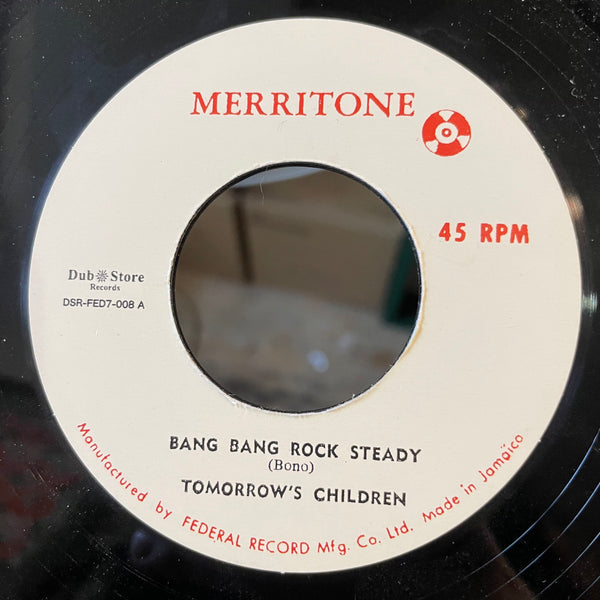 MERRITONE
45 RPM
Dub Store
Records
DSR-FED7-008 A
BANG BANG ROCK STEADY
(Bono)
TOMORROW'S CHILDREN
Manufactured by FEDERAL RECORD Mfg. Co. Ltd. Made in Jamaïca